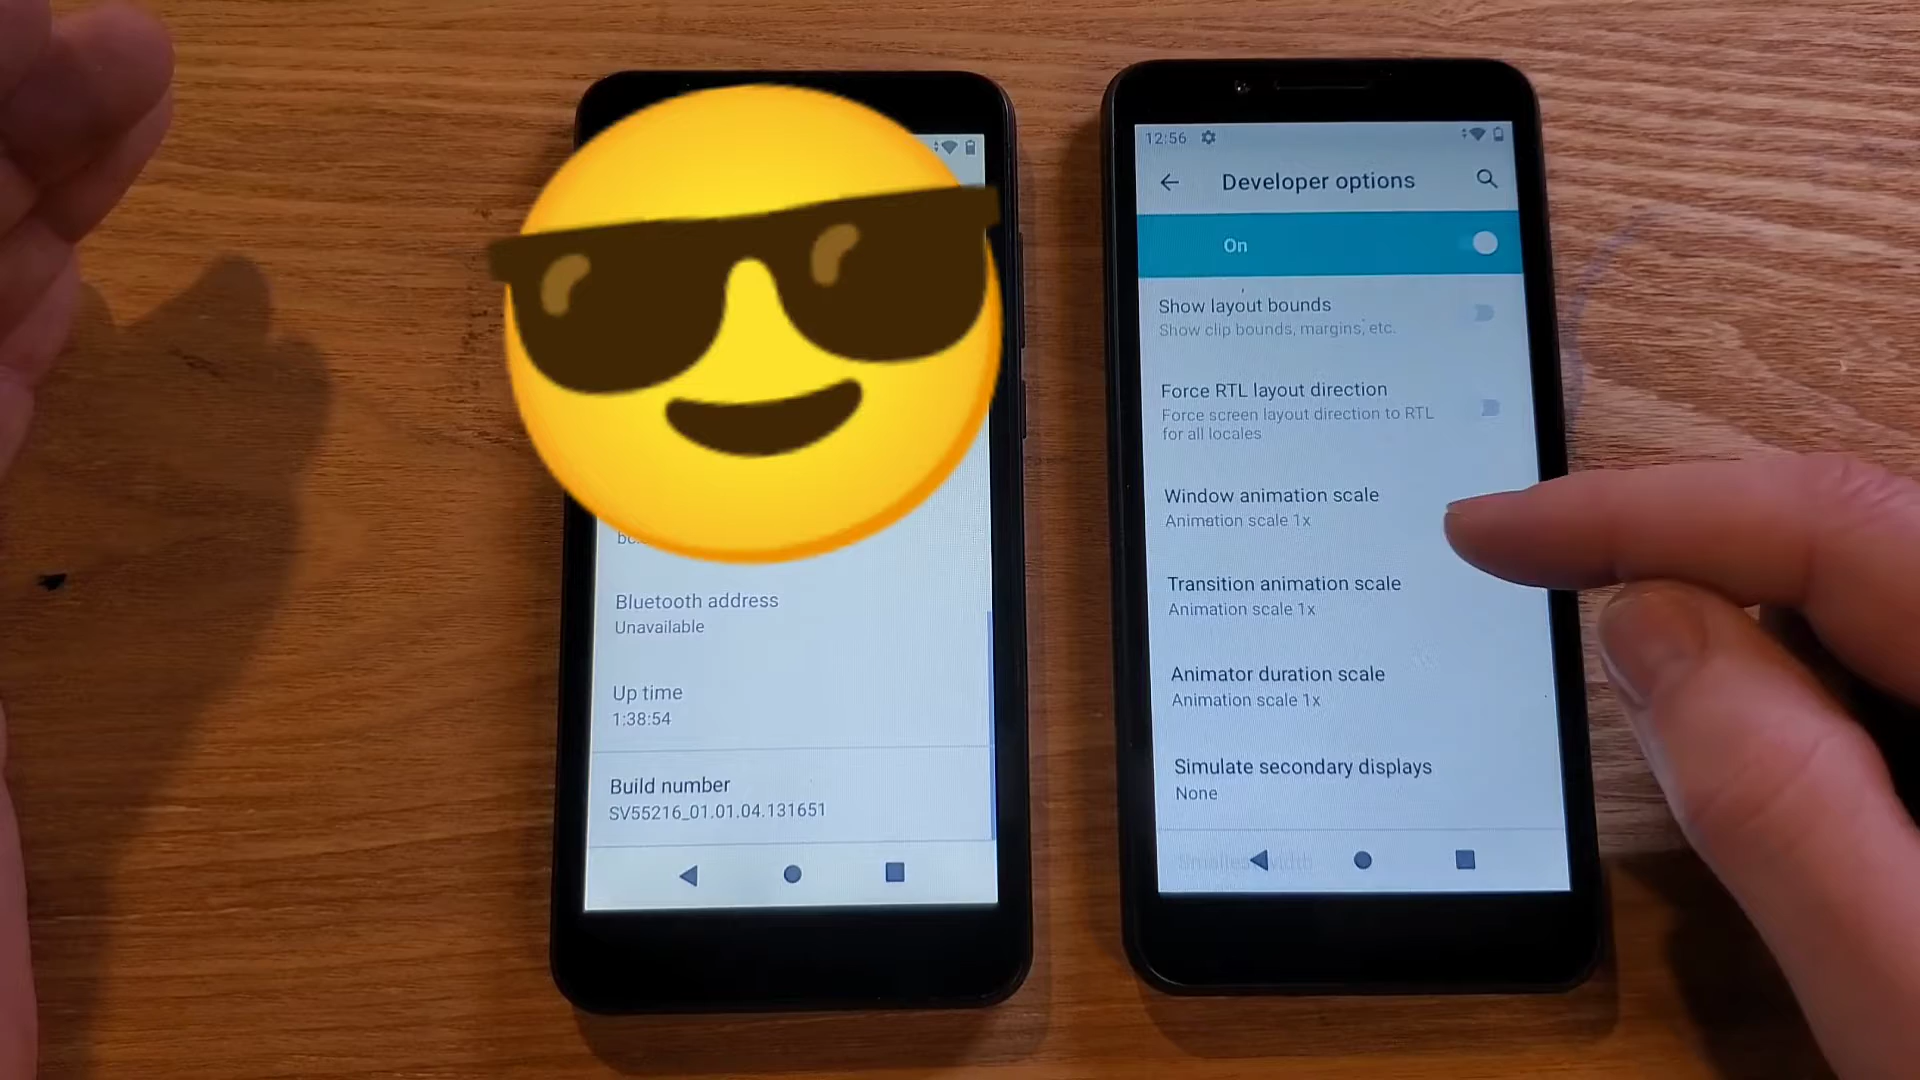 Bluetooth address
Unavailable
Up time
1:38:54
Build number
SV55216_01.01.04.131651
12:56
Developer options
On
Show layout bounds
Show clip bounds, margins, etc.
Force RTL layout direction
Force screen layout direction to RTL
for all locales
Window animation scale
Animation scale 1x
Transition animation scale
Animation scale 1x
Animator duration scale
Animation scale 1x
Simulate secondary displays
None
Smallest width